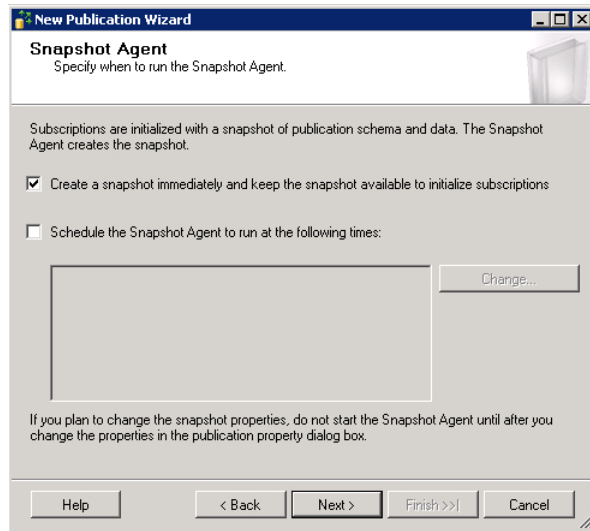 New Publication Wizard
Snapshot Agent
Specify when to run the Snapshot Agent.
Subscriptions are initialized with a snapshot of publication schema and data. The Snapshot
Agent creates the snapshot.
Create a snapshot immediately and keep the snapshot available to initialize subscriptions
Schedule the Snapshot Agent to run at the following times:
Change...
If you plan to change the snapshot properties, do not start the Snapshot Agent until after you
change the properties in the publication property dialog box.
Help < Back Next > Finish >>| Cancel